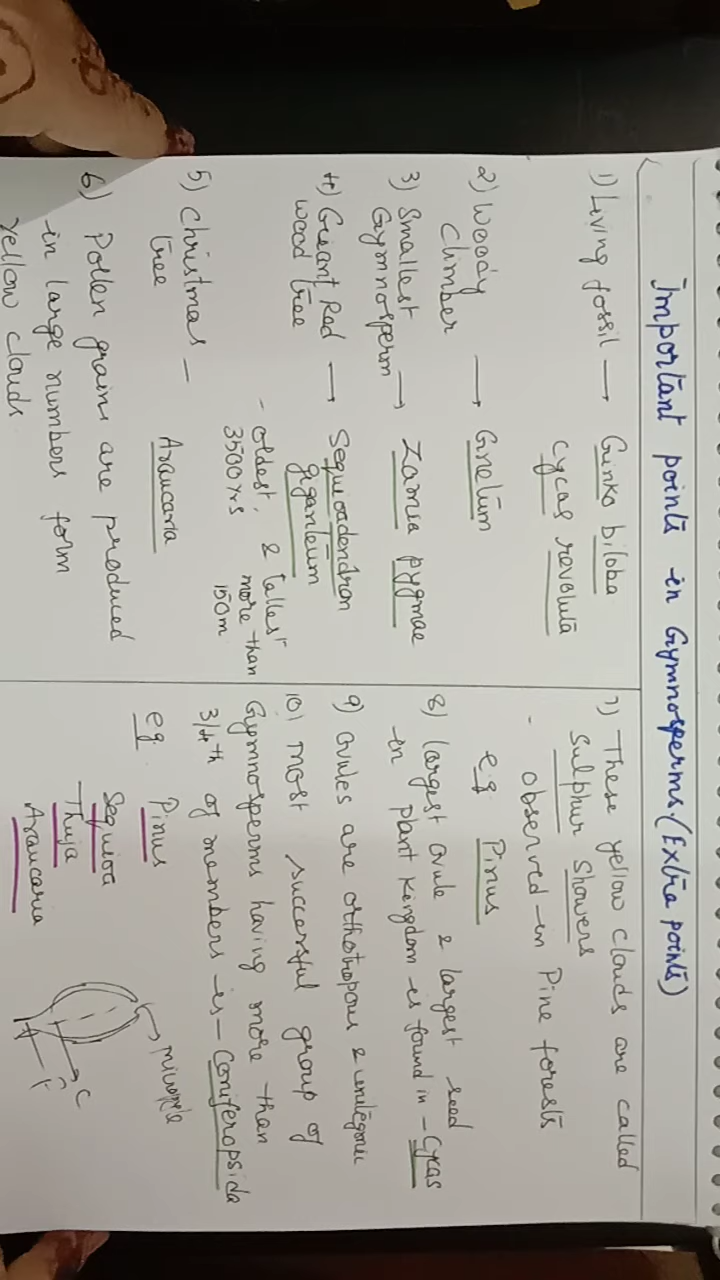 Important points in Gymnosperms (Extra points)
1) Living fossil → Ginko biloba
cycas revoluta
2) Woody → Gnetum
climber
3) Smallest → Zamia pygmae
Gymnosperm
4) Giant Red → Sequioadendron
wood tree giganteum
- oldest & tallest
3500 yrs more than
150m
5) Christmas – Araucaria
tree
6) Pollen grains are produced
in large numbers form
yellow clouds
7) These yellow clouds are called
sulphur showers
- observed in Pine forests
eg Pinus
8) largest ovule & largest seed
in plant kingdom is found in - Cycas
9) ovules are orthotropous & unitegmic
10) most successful group of
Gymnosperms having more than
3/4th of members is - Coniferopsida
eg. Pinus
Sequioa
Thuja
Araucaria
micropyle
C
F